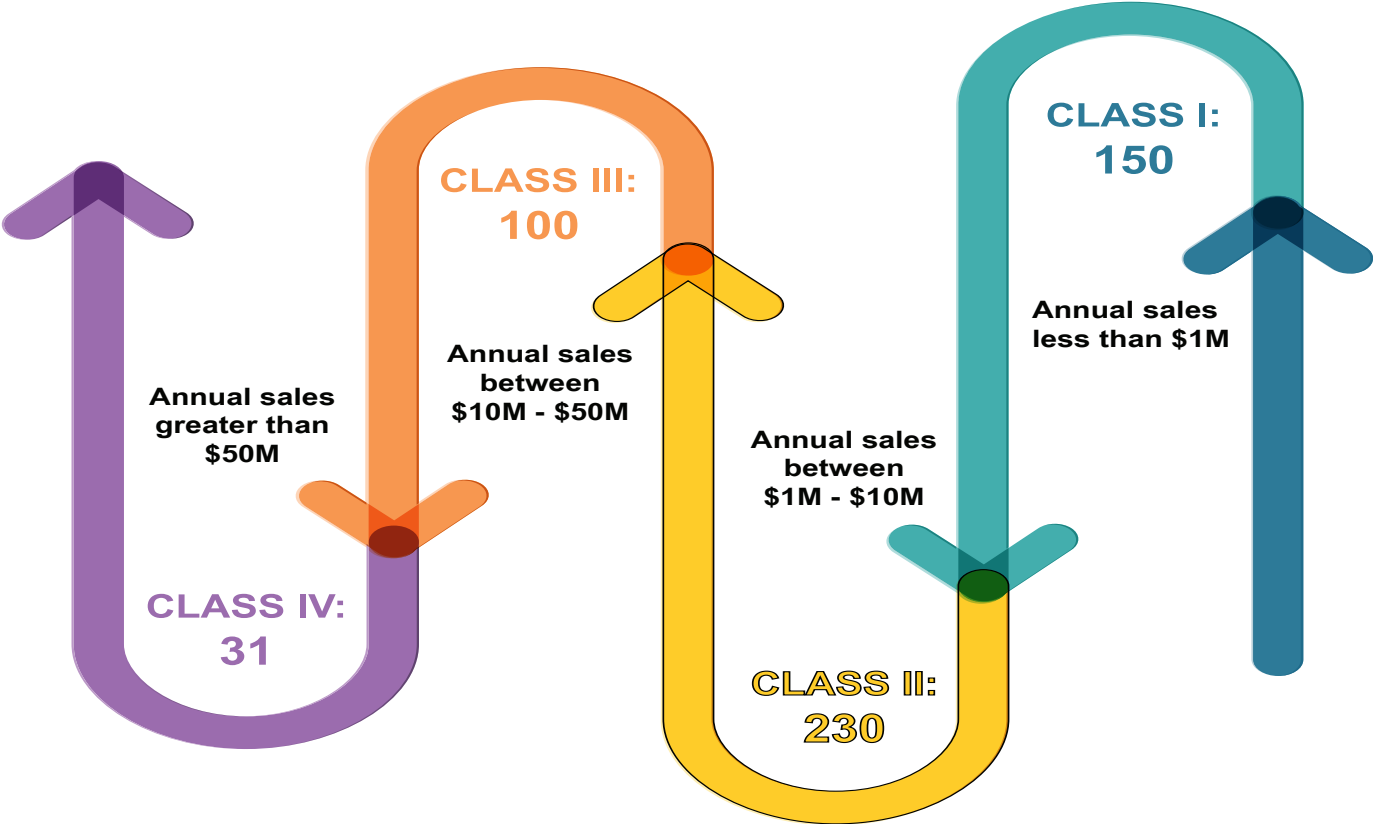 CLASS I:
150
Annual sales
less than $1M
CLASS III:
100
Annual sales
between
$10M - $50M
Annual sales
greater than
$50M
Annual sales
between
$1M - $10M
CLASS IV:
31
CLASS II:
230